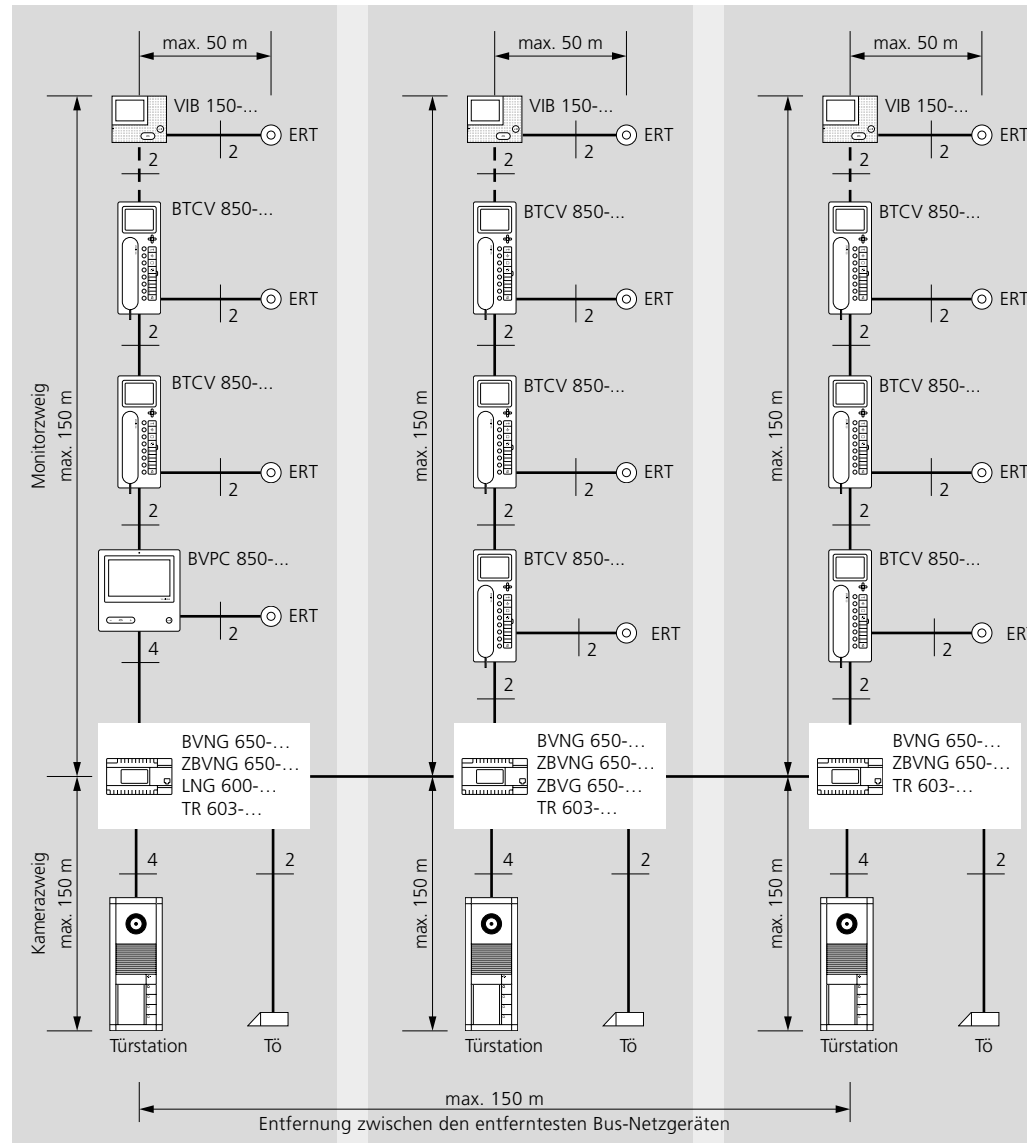 max. 50 m
max. 50 m
max. 50 m
VIB 150-...
VIB 150-...
VIB 150-...
ERT
ERT
ERT
2
2
2
2
2
2
BTCV 850-...
BTCV 850-...
BTCV 850-...
ERT
ERT
ERT
2
2
2
2
2
2
BTCV 850-...
BTCV 850-...
BTCV 850-...
Monitorzweig
max. 150 m
max. 150 m
max. 150 m
ERT
ERT
ERT
2
2
2
2
2
2
BVPC 850-...
BTCV 850-...
BTCV 850-...
ERT
ERT
ERT
2
2
2
4
2
2
BVNG 650-...
ZBVNG 650-...
LNG 600-...
TR 603-...
BVNG 650-...
ZBVNG 650-...
ZBVG 650-...
TR 603-...
BVNG 650-...
ZBVNG 650-...
TR 603-...
Kamerazweig
max. 150 m
max. 150 m
max. 150 m
4
2
4
2
4
2
Türstation
Tö
Türstation
Tö
Türstation
Tö
max. 150 m
Entfernung zwischen den entferntesten Bus-Netzgeräten